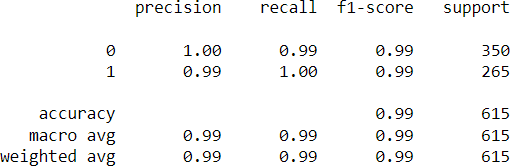 precision recall f1-score support
0 1.00 0.99 0.99 350
1 0.99 1.00 0.99 265
accuracy 0.99 615
macro avg 0.99 0.99 0.99 615
weighted avg 0.99 0.99 0.99 615